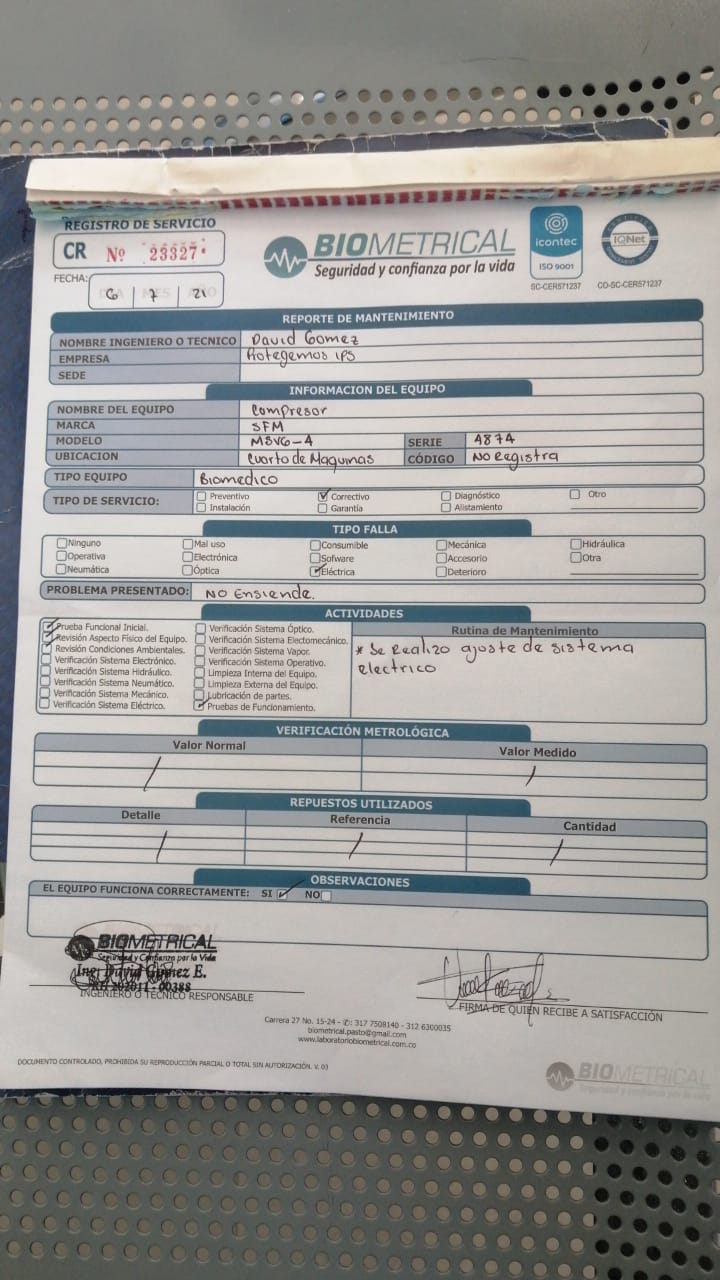 REGISTRO DE SERVICIO
CR Nº 23327
BIOMETRICAL
Seguridad y confianza por la vida
icontec
ISO 9001
SC-CER571237
IQNet
CO-SC-CER571237
FECHA:
6 7 21
REPORTE DE MANTENIMIENTO
NOMBRE INGENIERO O TECNICO David Gomez
EMPRESA Protegemos IPS
SEDE
INFORMACION DEL EQUIPO
NOMBRE DEL EQUIPO Compresor
MARCA SFM
MODELO MSVG-4 SERIE 4874
UBICACION Cuarto de Maquinas CÓDIGO No Registra
TIPO EQUIPO Biomedico
TIPO DE SERVICIO: Preventivo Correctivo Diagnóstico Otro
Instalación Garantía Alistamiento
TIPO FALLA
Ninguno Mal uso Consumible Mecánica Hidráulica
Operativa Electrónica Sofware Accesorio Otra
Neumática Óptica Eléctrica Deterioro
PROBLEMA PRESENTADO: NO Ensiende.
ACTIVIDADES
Prueba Funcional Inicial. Verificación Sistema Óptico. Rutina de Mantenimiento
Revisión Aspecto Físico del Equipo. Verificación Sistema Electomecánico. * Se Realizo ajuste de sistema
Revisión Condiciones Ambientales. Verificación Sistema Vapor. electrico
Verificación Sistema Electrónico. Verificación Sistema Operativo.
Verificación Sistema Hidráulico. Limpieza Interna del Equipo.
Verificación Sistema Neumático. Limpieza Externa del Equipo.
Verificación Sistema Mecánico. Lubricación de partes.
Verificación Sistema Eléctrico. Pruebas de Funcionamiento.
VERIFICACIÓN METROLÓGICA
Valor Normal Valor Medido
/ /
REPUESTOS UTILIZADOS
Detalle Referencia Cantidad
/ / /
OBSERVACIONES
EL EQUIPO FUNCIONA CORRECTAMENTE: SI NO
BIOMETRICAL
Seguridad y Confianza por la Vida
Ing. David Gomez E.
202011 - 00388
INGENIERO O TECNICO RESPONSABLE
FIRMA DE QUIEN RECIBE A SATISFACCIÓN
Carrera 27 No. 15-24 - ✆: 317 7508140 - 312 6300035
biometrical.pasto@gmail.com
www.laboratoriobiometrical.com.co
DOCUMENTO CONTROLADO, PROHIBIDA SU REPRODUCCIÓN PARCIAL O TOTAL SIN AUTORIZACIÓN. V. 03
BIOMETRICAL
Seguridad y confianza por la vida